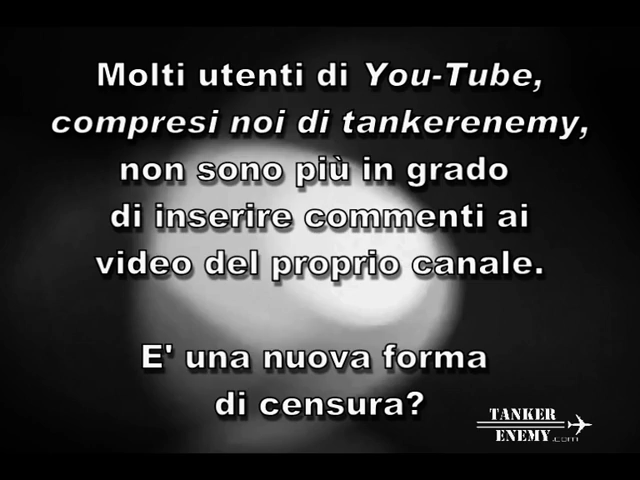 Molti utenti di You-Tube,
compresi noi di tankerenemy,
non sono più in grado
di inserire commenti ai
video del proprio canale.
E' una nuova forma
di censura?
TANKER
ENEMY.com